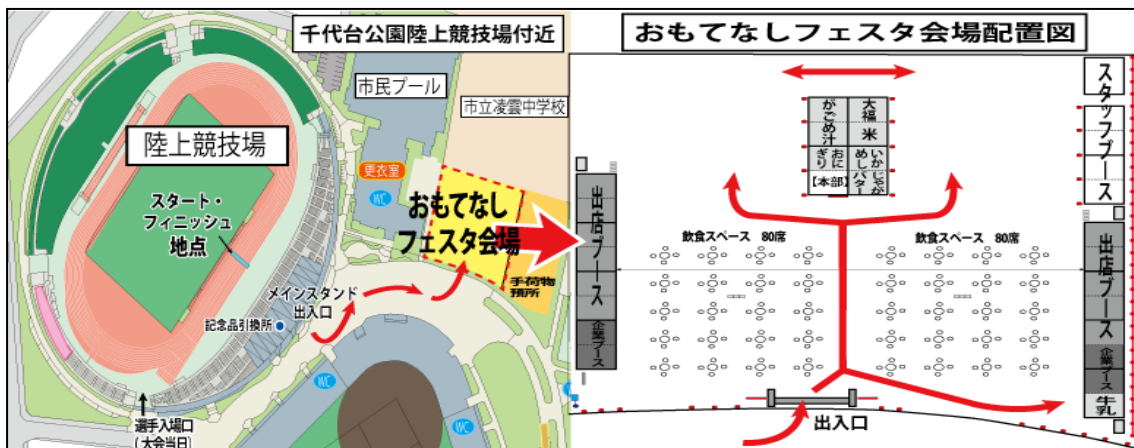 千代台公園陸上競技場付近
市民プール
市立凌雲中学校
陸上競技場
更衣室
WC
スタート・
フィニッシュ
地点
おもてなし
フェスタ会場
手荷物
預所
メインスタンド
出入口
記念品引換所
WC
WC
選手入場口
(大会当日)
おもてなしフェスタ会場配置図
スタッフブース
がごめ汁
大福
米
おにぎり
いかめし
じゃがバター
【本部】
出店ブース
企業ブース
飲食スペース 80席
飲食スペース 80席
出店ブース
企業ブース
牛乳
出入口